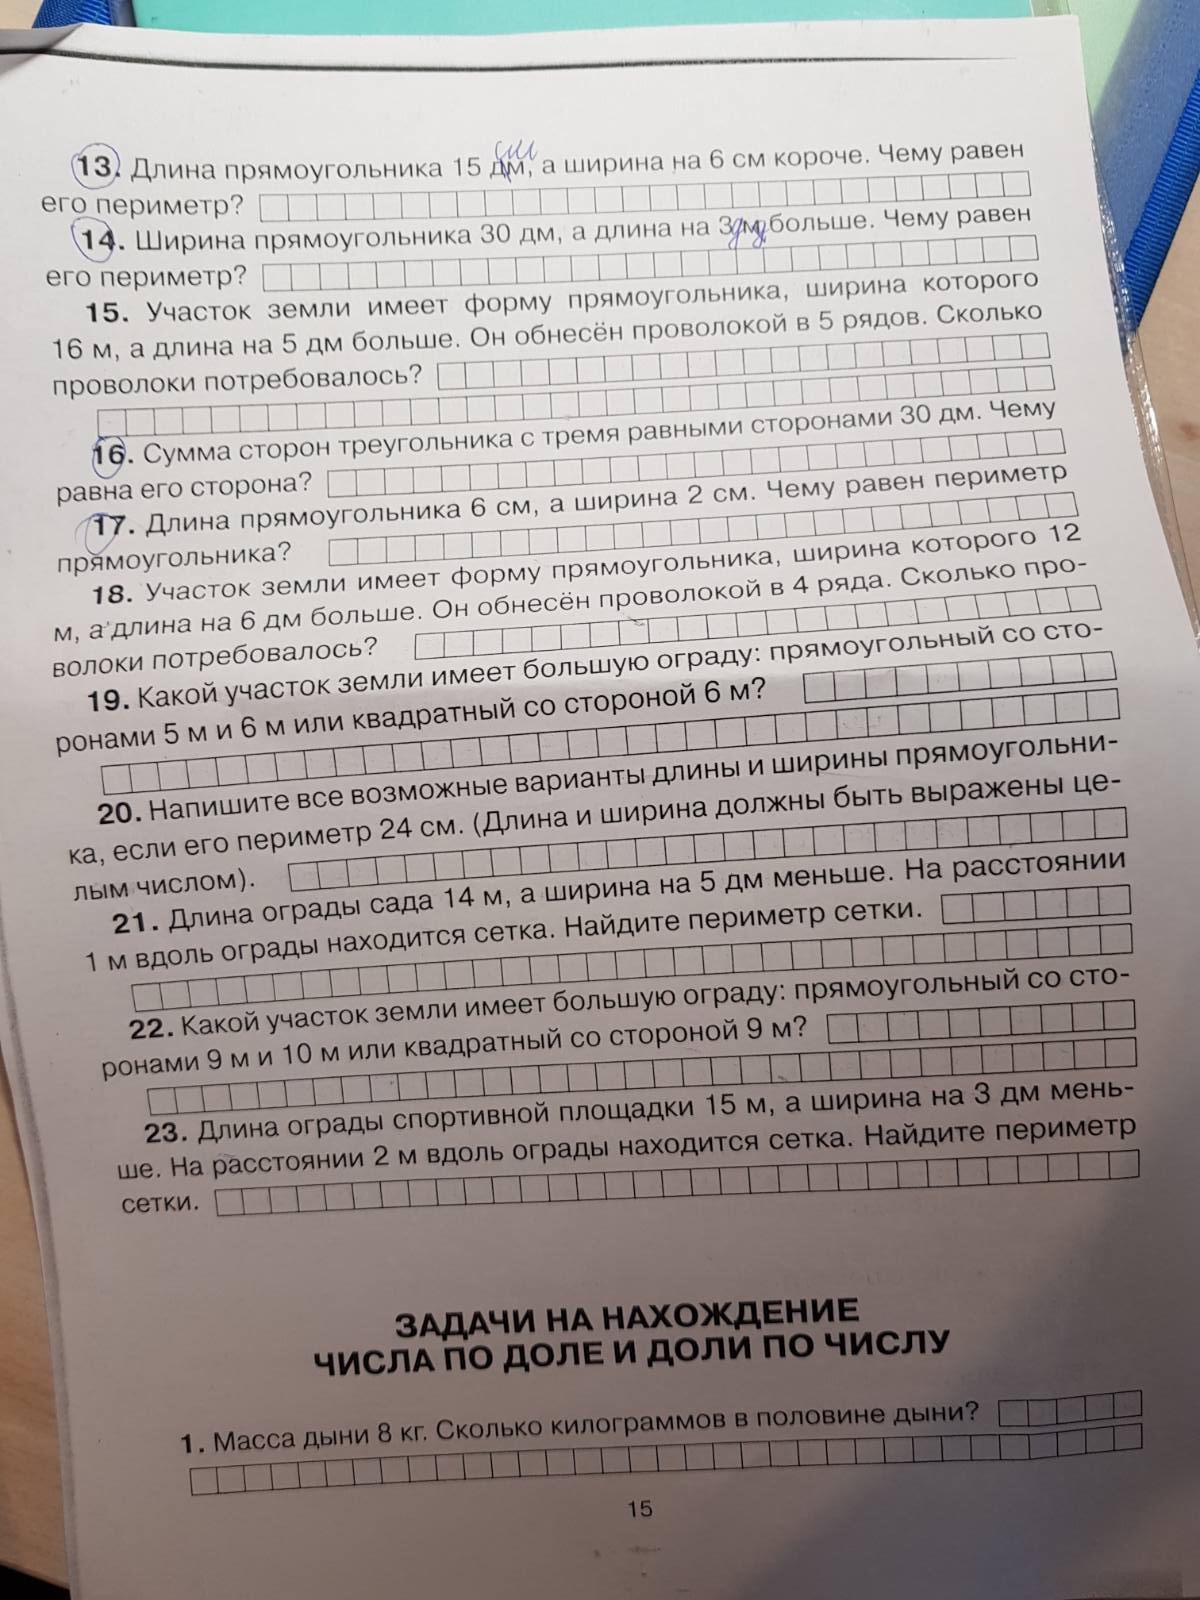 13. Длина прямоугольника 15 дм, а ширина на 6 см короче. Чему равен
см
его периметр?
14. Ширина прямоугольника 30 дм, а длина на 3 м больше. Чему равен
его периметр?
15. Участок земли имеет форму прямоугольника, ширина которого
16 м, а длина на 5 дм больше. Он обнесён проволокой в 5 рядов. Сколько
проволоки потребовалось?
16. Сумма сторон треугольника с тремя равными сторонами 30 дм. Чему
равна его сторона?
17. Длина прямоугольника 6 см, а ширина 2 см. Чему равен периметр
прямоугольника?
18. Участок земли имеет форму прямоугольника, ширина которого 12
м, а длина на 6 дм больше. Он обнесён проволокой в 4 ряда. Сколько про-
волоки потребовалось?
19. Какой участок земли имеет большую ограду: прямоугольный со сто-
ронами 5 м и 6 м или квадратный со стороной 6 м?
20. Напишите все возможные варианты длины и ширины прямоугольни-
ка, если его периметр 24 см. (Длина и ширина должны быть выражены це-
лым числом).
21. Длина ограды сада 14 м, а ширина на 5 дм меньше. На расстоянии
1 м вдоль ограды находится сетка. Найдите периметр сетки.
22. Какой участок земли имеет большую ограду: прямоугольный со сто-
ронами 9 м и 10 м или квадратный со стороной 9 м?
23. Длина ограды спортивной площадки 15 м, а ширина на 3 дм мень-
ше. На расстоянии 2 м вдоль ограды находится сетка. Найдите периметр
сетки.
ЗАДАЧИ НА НАХОЖДЕНИЕ
ЧИСЛА ПО ДОЛЕ И ДОЛИ ПО ЧИСЛУ
1. Масса дыни 8 кг. Сколько килограммов в половине дыни?
15